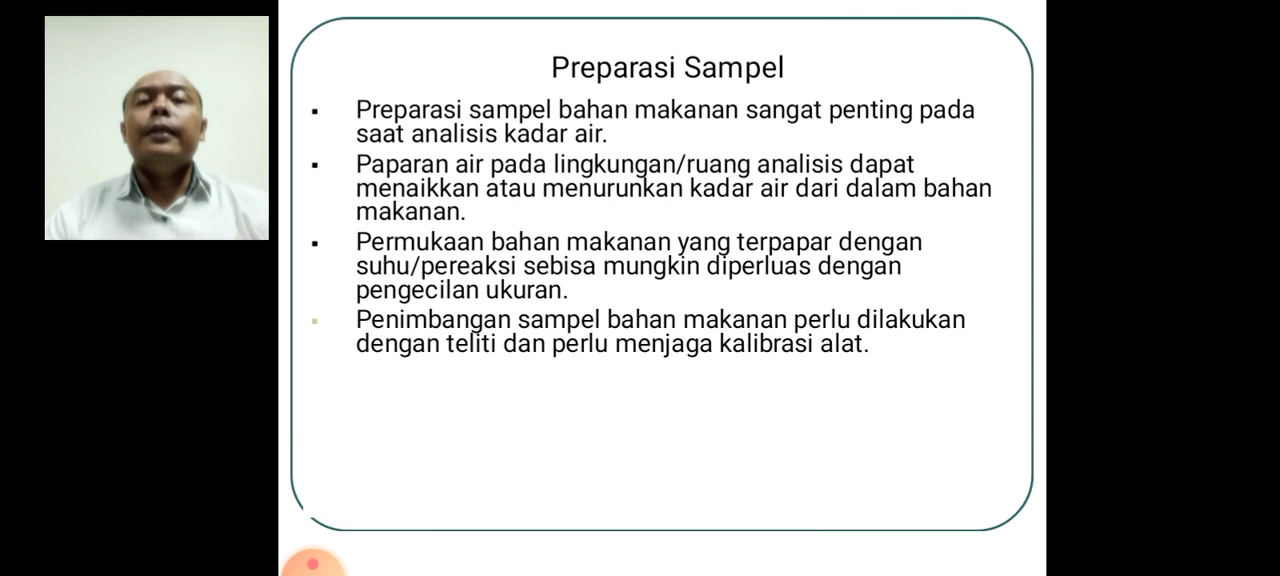 Preparasi Sampel
Preparasi sampel bahan makanan sangat penting pada
saat analisis kadar air.
Paparan air pada lingkungan/ruang analisis dapat
menaikkan atau menurunkan kadar air dari dalam bahan
makanan.
Permukaan bahan makanan yang terpapar dengan
suhu/pereaksi sebisa mungkin diperluas dengan
pengecilan ukuran.
Penimbangan sampel bahan makanan perlu dilakukan
dengan teliti dan perlu menjaga kalibrasi alat.